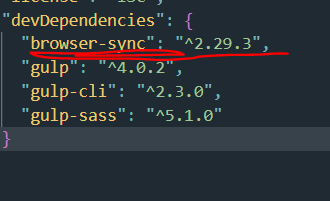 "devDependencies": {
"browser-sync": "^2.29.3",
"gulp": "^4.0.2",
"gulp-cli": "^2.3.0",
"gulp-sass": "^5.1.0"
}